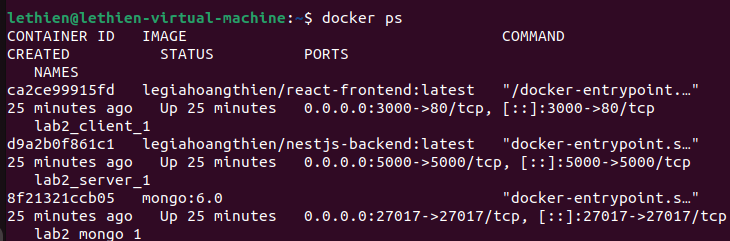 lethien@lethien-virtual-machine:~$ docker ps
CONTAINER ID   IMAGE                                   COMMAND
CREATED          STATUS          PORTS
   NAMES
ca2ce99915fd   legiahoangthien/react-frontend:latest   "/docker-entrypoint.…"
25 minutes ago   Up 25 minutes   0.0.0.0:3000->80/tcp, [::]:3000->80/tcp
   lab2_client_1
d9a2b0f861c1   legiahoangthien/nestjs-backend:latest   "docker-entrypoint.s…"
25 minutes ago   Up 25 minutes   0.0.0.0:5000->5000/tcp, [::]:5000->5000/tcp
   lab2_server_1
8f21321ccb05   mongo:6.0                               "docker-entrypoint.s…"
25 minutes ago   Up 25 minutes   0.0.0.0:27017->27017/tcp, [::]:27017->27017/tcp
   lab2_mongo_1